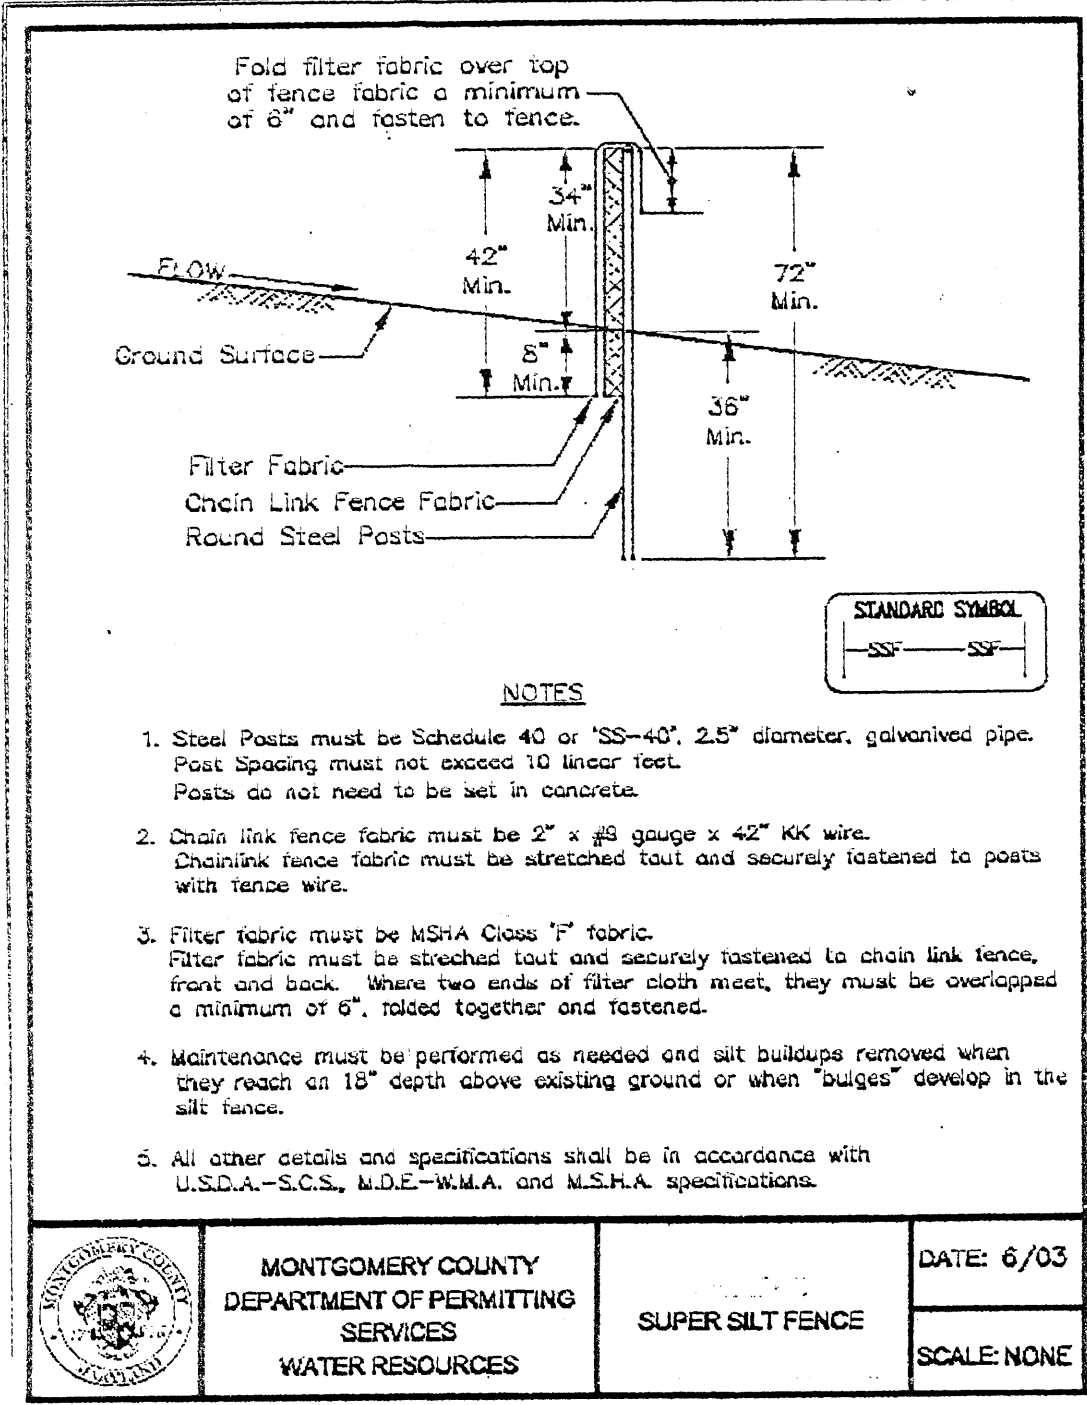 Fold filter fabric over top
of fence fabric a minimum
of 6" and fasten to fence.
34"
Min.
42"
Min.
72"
Min.
FLOW
Ground Surface
8"
Min.
36"
Min.
Filter Fabric
Chain Link Fence Fabric
Round Steel Posts
STANDARD SYMBOL
SSF SSF
NOTES
1. Steel Posts must be Schedule 40 or "SS-40", 2.5" diameter, galvanived pipe.
Post Spacing must not exceed 10 linear feet.
Posts do not need to be set in concrete.
2. Chain link fence fabric must be 2" x gauge x 42" KK wire.
Chainlink fence fabric must be stretched taut and securely fastened to posts
with fence wire.
3. Filter fabric must be MSHA Class "F" fabric.
Filter fabric must be streched taut and securely fastened to chain link fence,
front and back. Where two ends of filter cloth meet, they must be overlapped
a minimum of 6", folded together and fastened.
4. Maintenance must be performed as needed and silt buildups removed when
they reach an 18" depth above existing ground or when "bulges" develop in the
silt fence.
5. All other details and specifications shall be in accordance with
U.S.D.A.-S.C.S., M.D.E-W.M.A. and M.S.H.A. specifications.
MONTGOMERY COUNTY
MARYLAND
MONTGOMERY COUNTY
DEPARTMENT OF PERMITTING
SERVICES
WATER RESOURCES
SUPER SILT FENCE
DATE: 6/03
SCALE: NONE